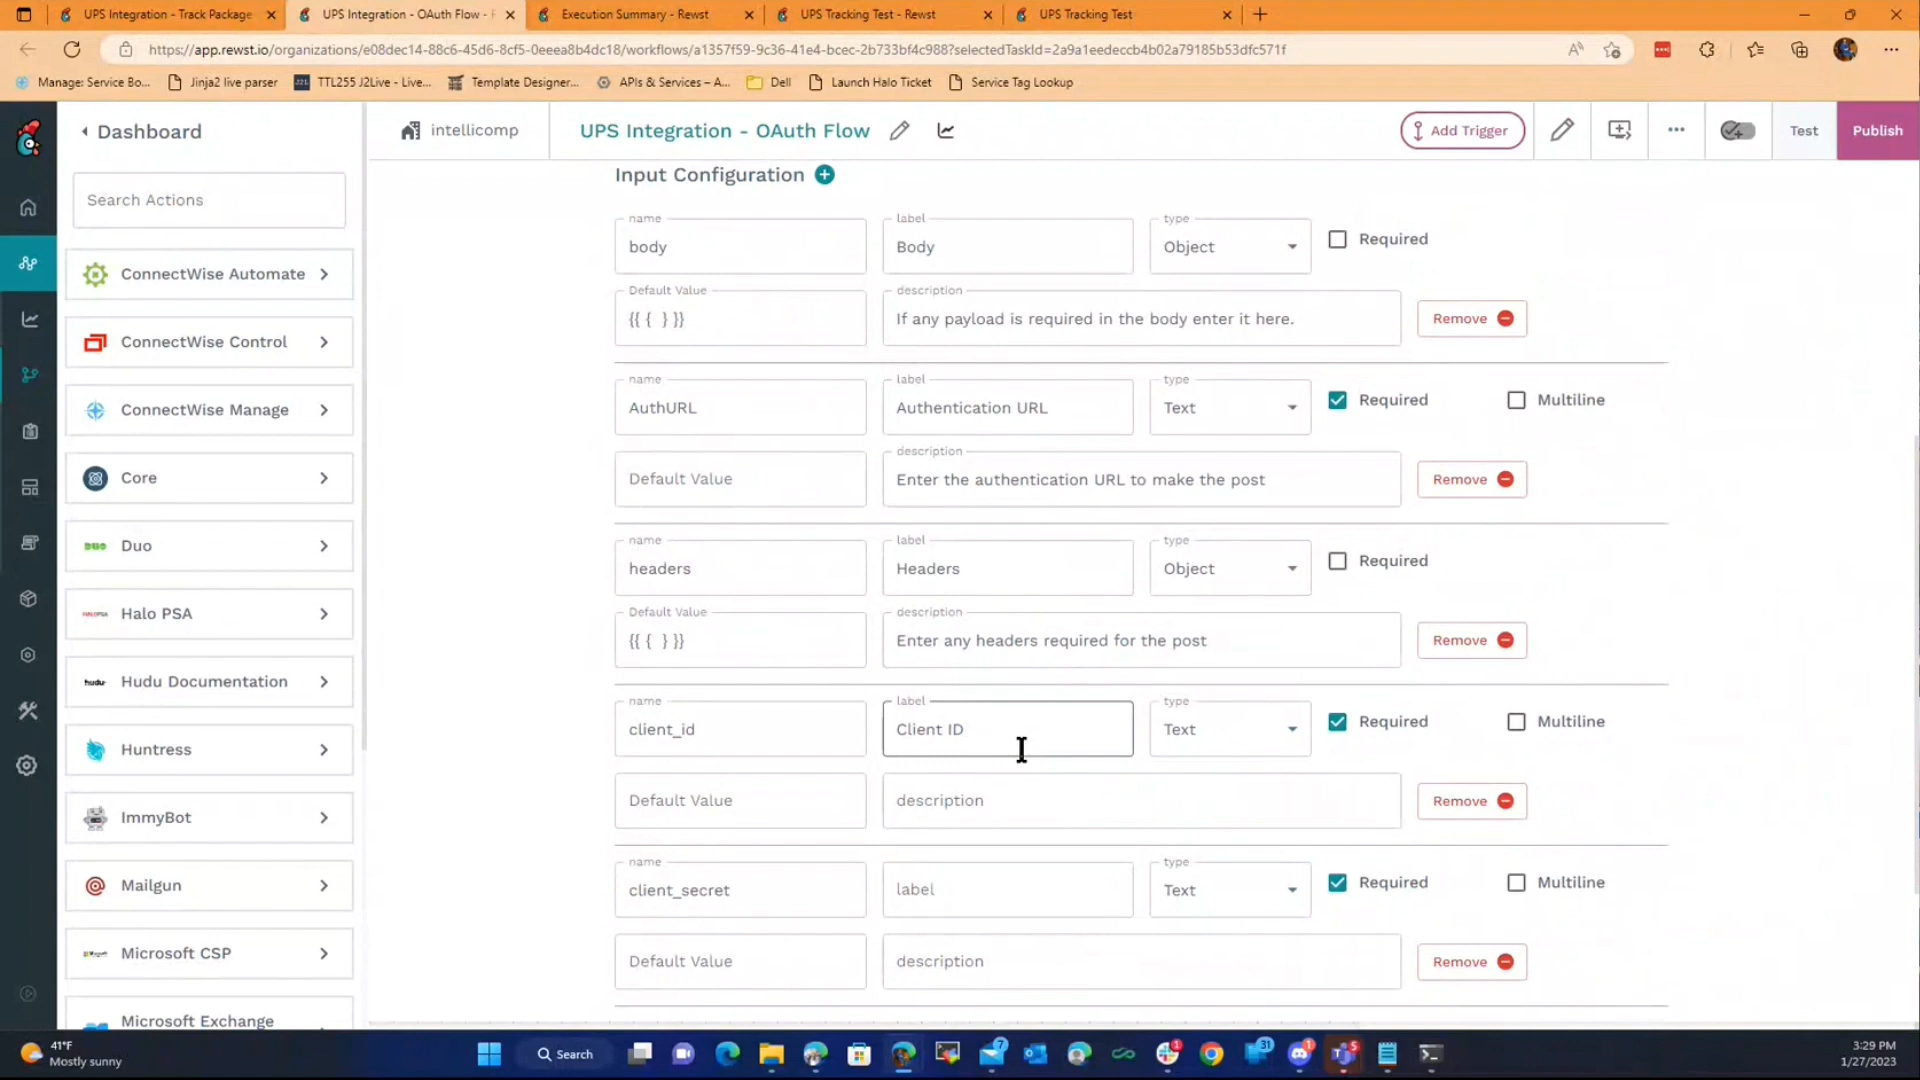 UPS Integration - Track Package
UPS Integration - OAuth Flow -
Execution Summary - Rewst
UPS Tracking Test - Rewst
UPS Tracking Test
https://app.rewst.io/organizations/e08dec14-88c6-45d6-8cf5-0eeea8b4dc18/workflows/a1357f59-9c36-41e4-bcec-2b733bf4c988?selectedTaskId=2a9a1eedeccb4b02a79185b53dfc571f
Manage: Service Bo...
Jinja2 live parser
TTL255 J2Live - Live...
Template Designer...
APIs & Services – A...
Dell
Launch Halo Ticket
Service Tag Lookup
Dashboard
intellicomp
UPS Integration - OAuth Flow
Add Trigger
Test
Publish
Search Actions
ConnectWise Automate
ConnectWise Control
ConnectWise Manage
Core
Duo
Halo PSA
hudu Hudu Documentation
Huntress
ImmyBot
Mailgun
Microsoft CSP
Microsoft Exchange
Input Configuration
name
body
label
Body
type
Object
Required
Default Value
{{ { } }}
description
If any payload is required in the body enter it here.
Remove
name
AuthURL
label
Authentication URL
type
Text
Required
Multiline
Default Value
description
Enter the authentication URL to make the post
Remove
name
headers
label
Headers
type
Object
Required
Default Value
{{ { } }}
description
Enter any headers required for the post
Remove
name
client_id
label
Client ID
type
Text
Required
Multiline
Default Value
description
Remove
name
client_secret
label
type
Text
Required
Multiline
Default Value
description
Remove
41°F
Mostly sunny
Search
3:29 PM
1/27/2023